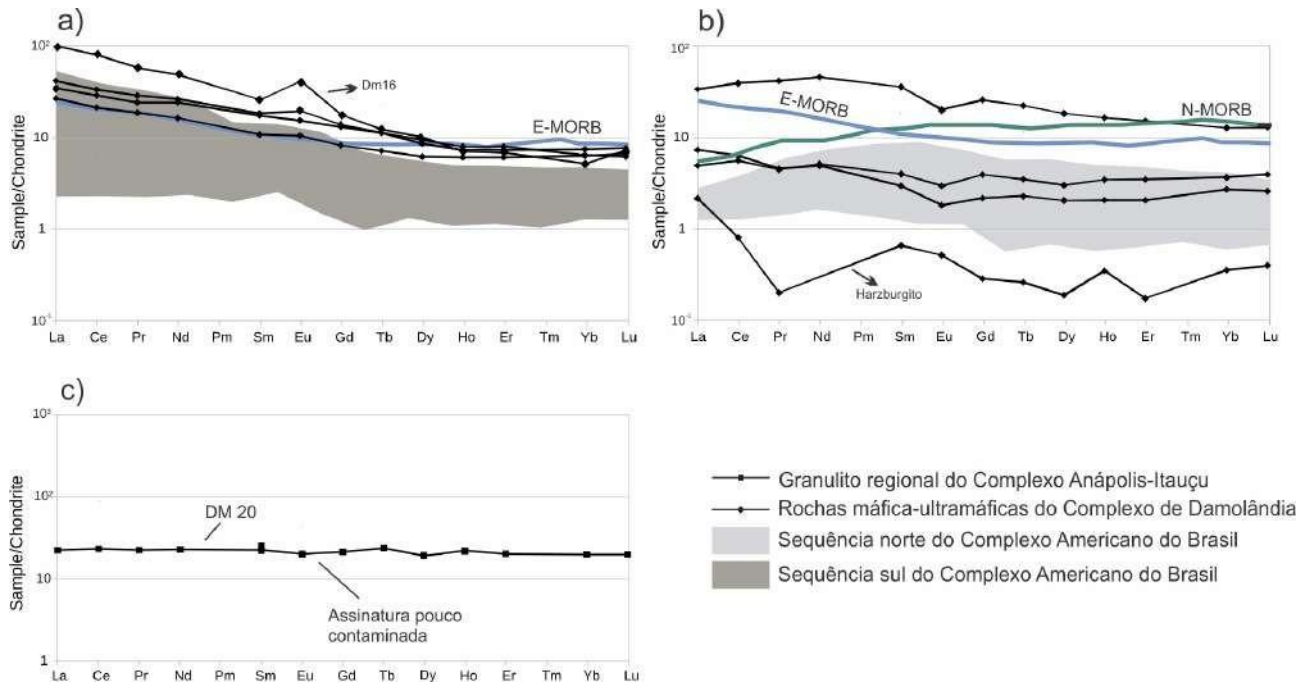 a)
Sample/Chondrite
10²
10
1
10⁻¹
Dm16
E-MORB
La Ce Pr Nd Pm Sm Eu Gd Tb Dy Ho Er Tm Yb Lu
b)
Sample/Chondrite
10²
10
1
10⁻¹
E-MORB
N-MORB
Harzburgito
La Ce Pr Nd Pm Sm Eu Gd Tb Dy Ho Er Tm Yb Lu
c)
Sample/Chondrite
10³
10²
10
1
DM 20
Assinatura pouco
contaminada
La Ce Pr Nd Pm Sm Eu Gd Tb Dy Ho Er Tm Yb Lu
Granulito regional do Complexo Anápolis-Itauçu
Rochas máfica-ultramáficas do Complexo de Damolândia
Sequência norte do Complexo Americano do Brasil
Sequência sul do Complexo Americano do Brasil